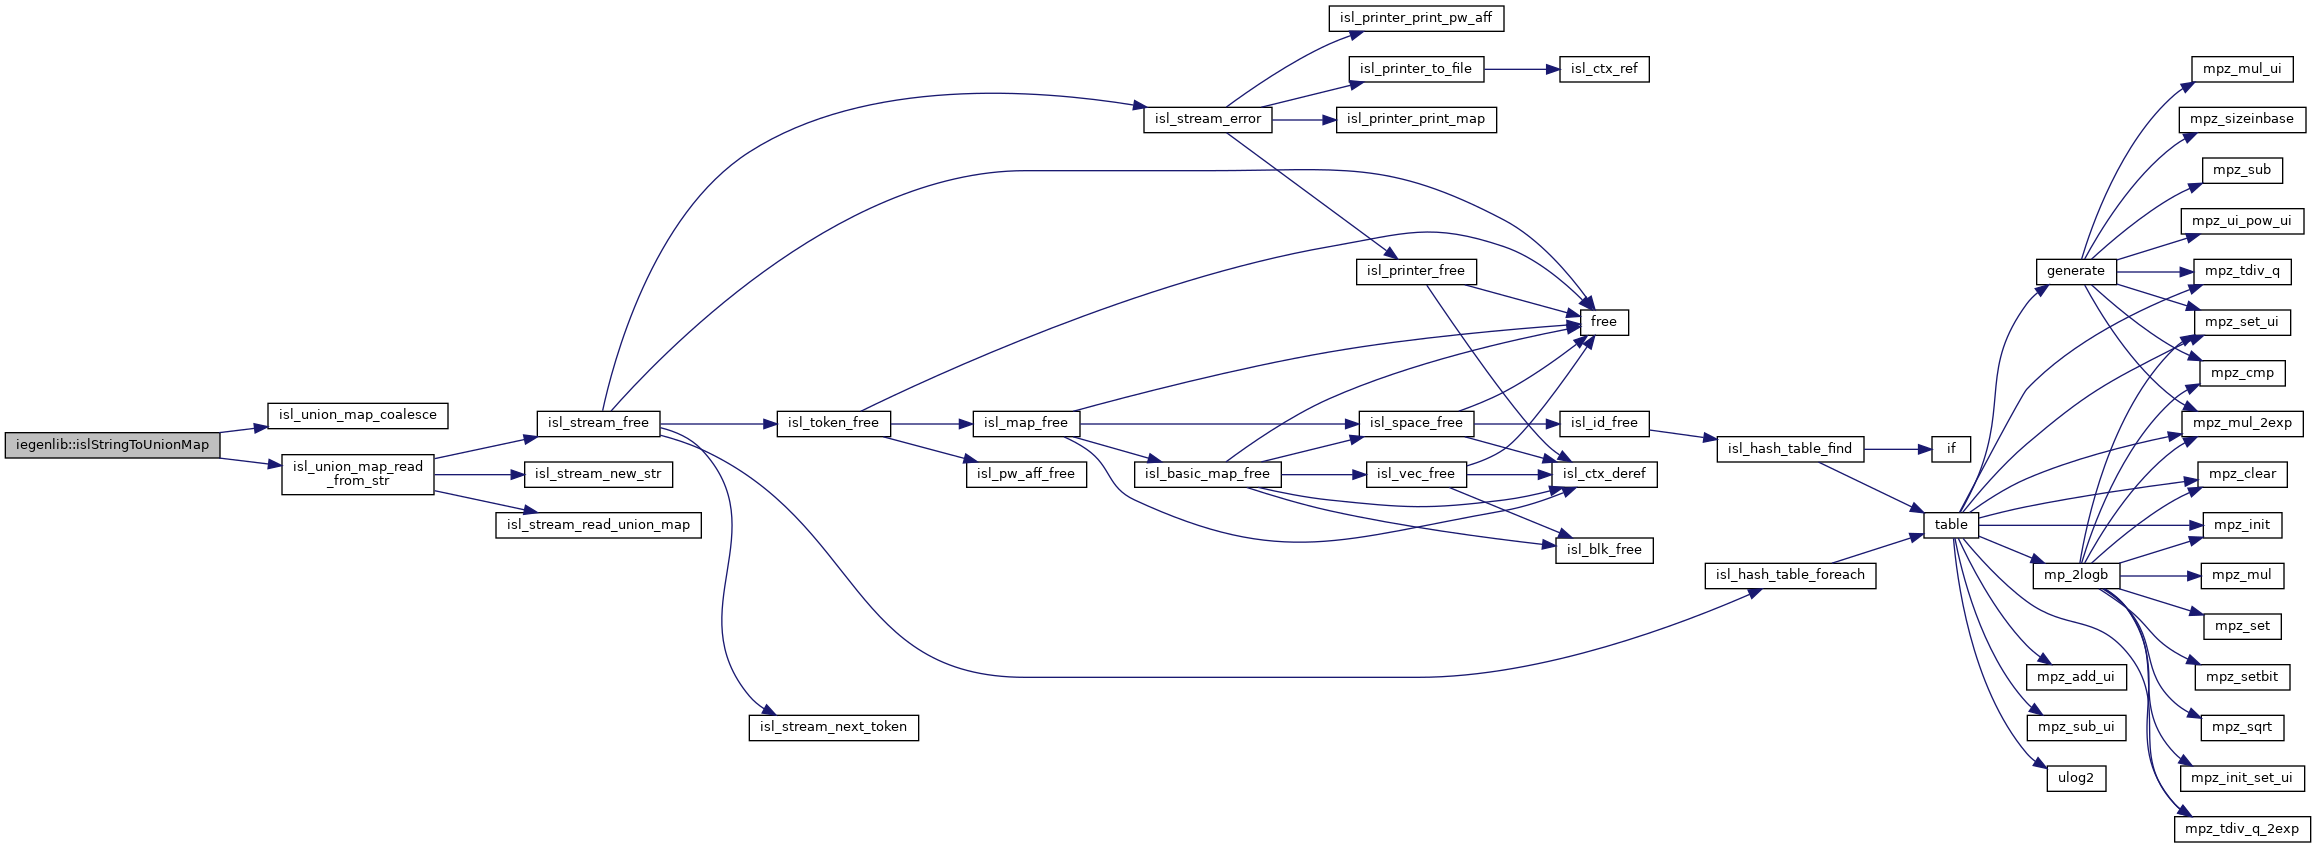 iegenlib::islStringToUnionMap
isl_union_map_coalesce
isl_union_map_read
_from_str
isl_stream_free
isl_stream_new_str
isl_stream_read_union_map
isl_stream_error
isl_token_free
isl_stream_next_token
isl_map_free
isl_pw_aff_free
isl_basic_map_free
isl_printer_print_pw_aff
isl_printer_to_file
isl_printer_print_map
isl_printer_free
isl_space_free
isl_vec_free
isl_ctx_ref
free
isl_id_free
isl_ctx_deref
isl_blk_free
isl_hash_table_find
isl_hash_table_foreach
if
table
generate
mp_2logb
mpz_add_ui
mpz_sub_ui
ulog2
mpz_mul_ui
mpz_sizeinbase
mpz_sub
mpz_ui_pow_ui
mpz_tdiv_q
mpz_set_ui
mpz_cmp
mpz_mul_2exp
mpz_clear
mpz_init
mpz_mul
mpz_set
mpz_setbit
mpz_sqrt
mpz_init_set_ui
mpz_tdiv_q_2exp